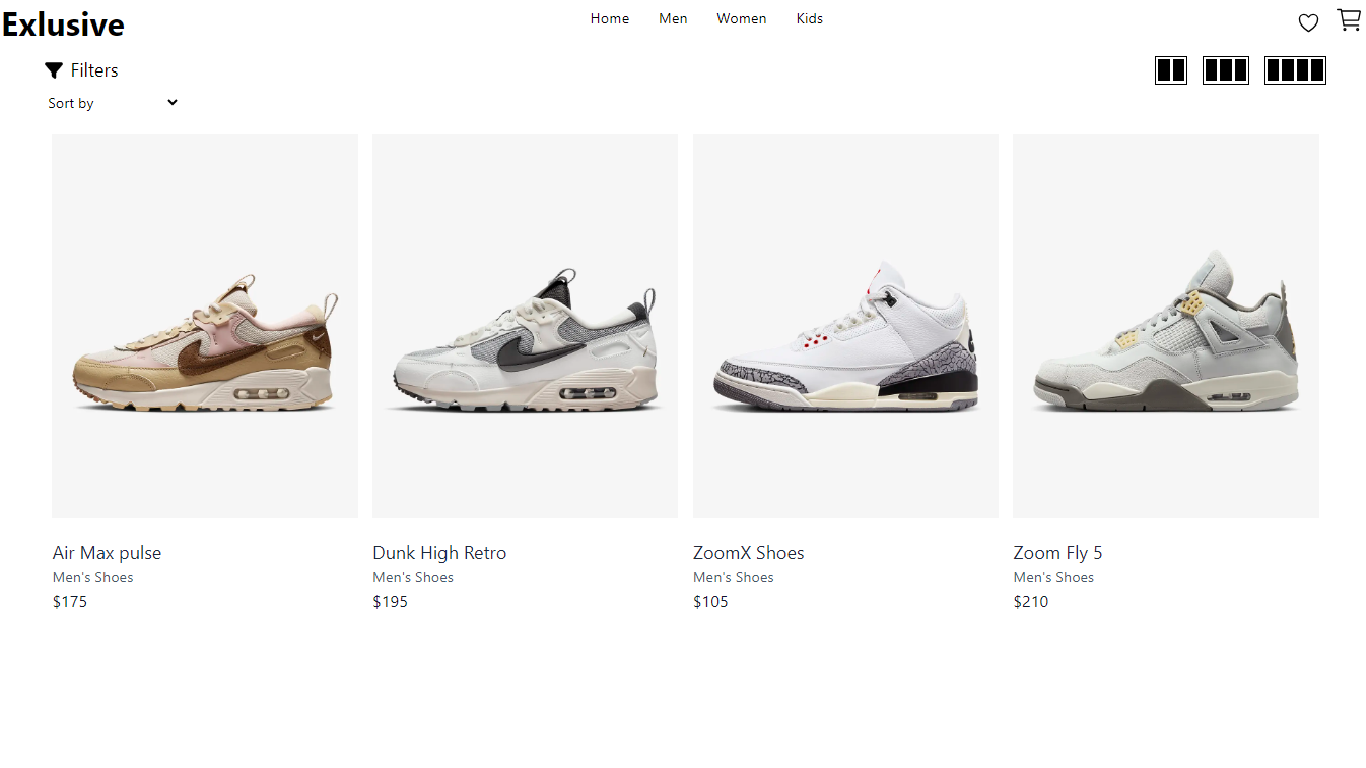 Exlusive
Home Men Women Kids
Filters
Sort by
Air Max pulse
Men's Shoes
$175
Dunk High Retro
Men's Shoes
$195
ZoomX Shoes
Men's Shoes
$105
Zoom Fly 5
Men's Shoes
$210